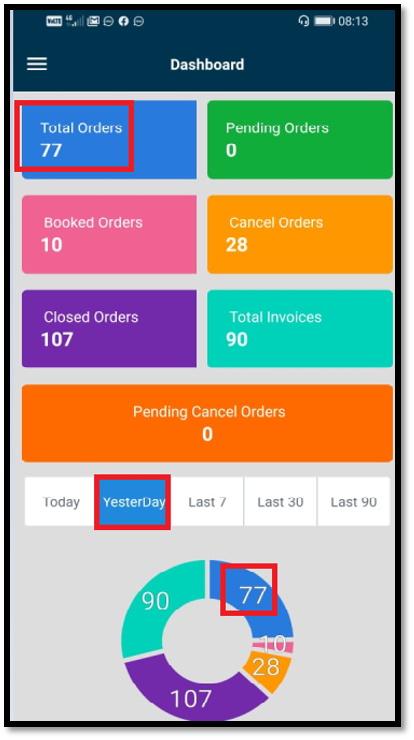 VoLTE 4G 08:13
Dashboard
Total Orders
77
Pending Orders
0
Booked Orders
10
Cancel Orders
28
Closed Orders
107
Total Invoices
90
Pending Cancel Orders
0
Today YesterDay Last 7 Last 30 Last 90
90 77
10
28
107